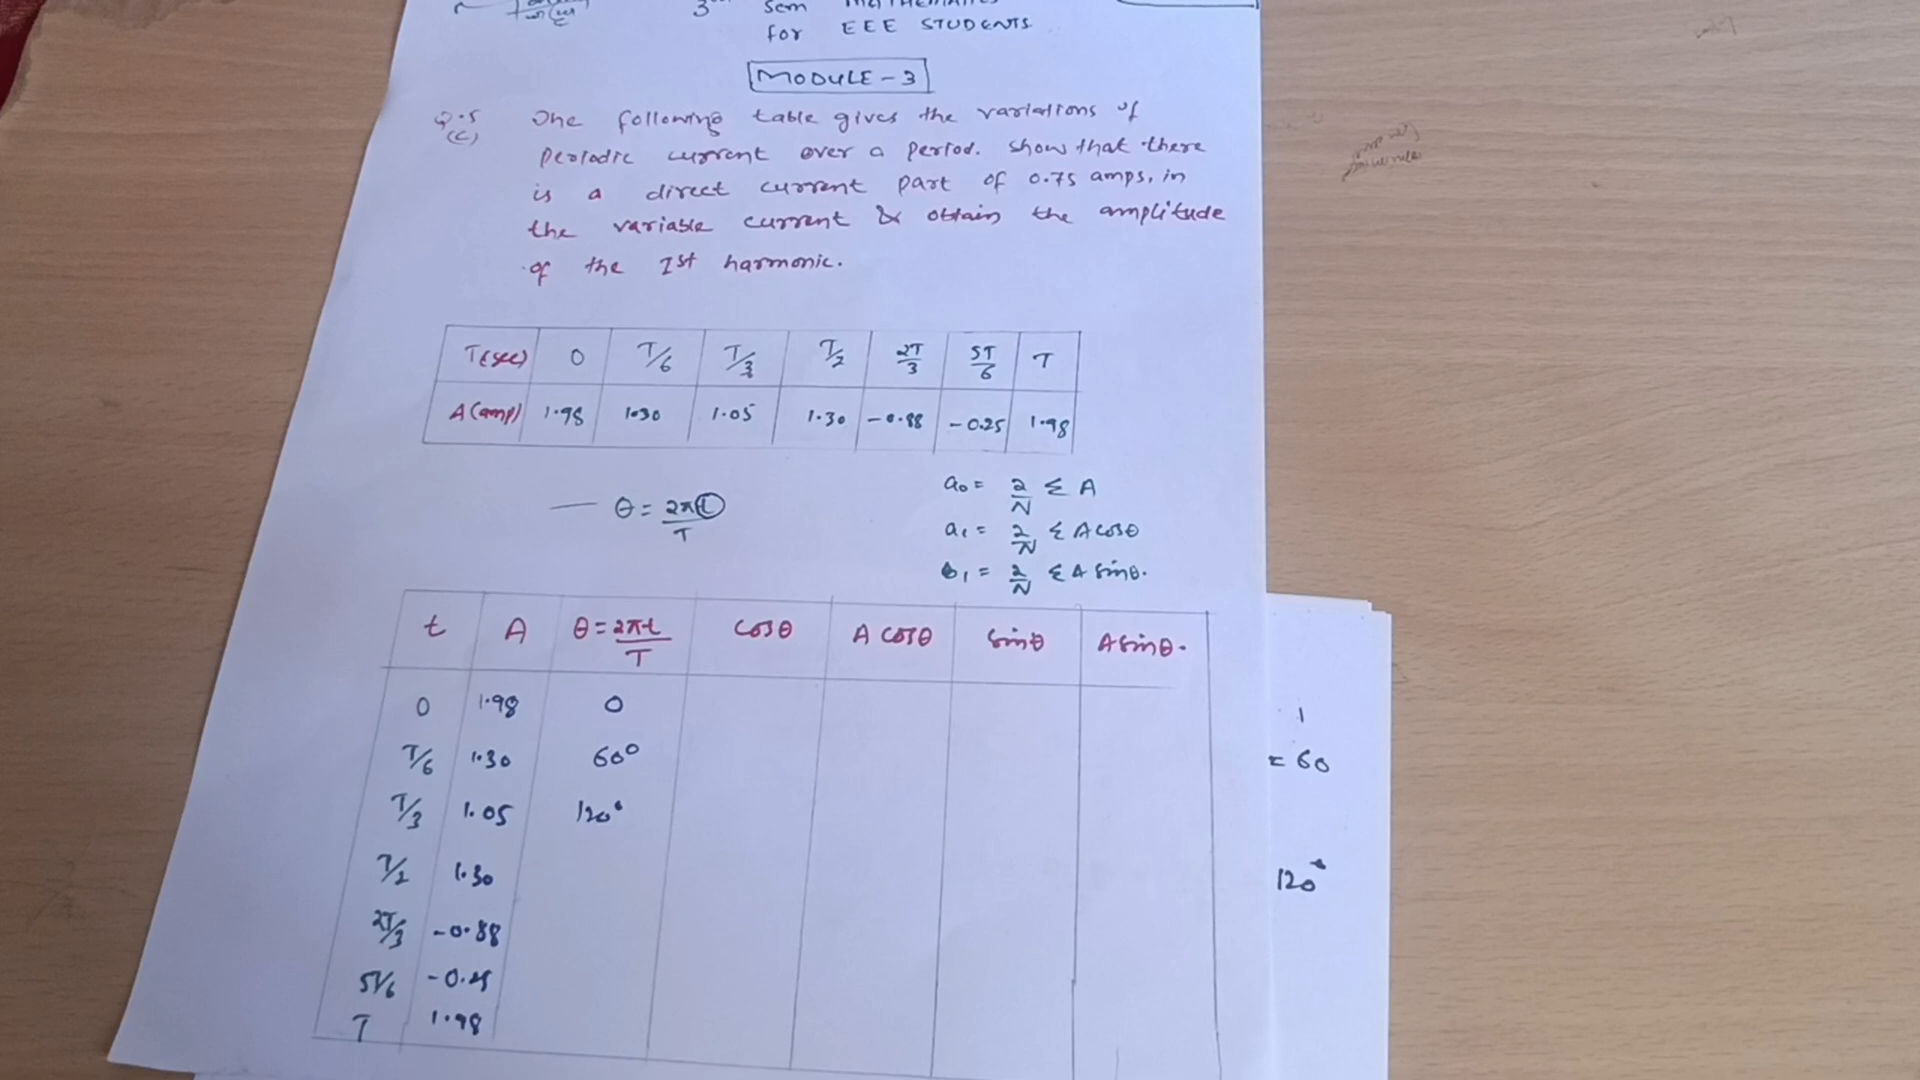 3 Sem
for EEE STUDENTS
MODULE-3
Q.5 The following table gives the variations of
(c) periodic current over a period. Show that there
is a direct current part of 0.75 amps, in
the variable current & obtain the amplitude
of the 1st harmonic.
T(sec) 0 T/6 T/3 T/2 2T/3 5T/6 T
A(amp) 1.98 1.30 1.05 1.30 -0.88 -0.25 1.98
a0 = 2/N Σ A
θ = 2πt/T
a1 = 2/N Σ A cosθ
b1 = 2/N Σ A sinθ.
t A θ = 2πt/T cosθ A cosθ sinθ A sinθ.
0 1.98 0
T/6 1.30 60°
T/3 1.05 120°
T/2 1.30
2T/3 -0.88
5T/6 -0.25
T 1.98
1
= 60
120°